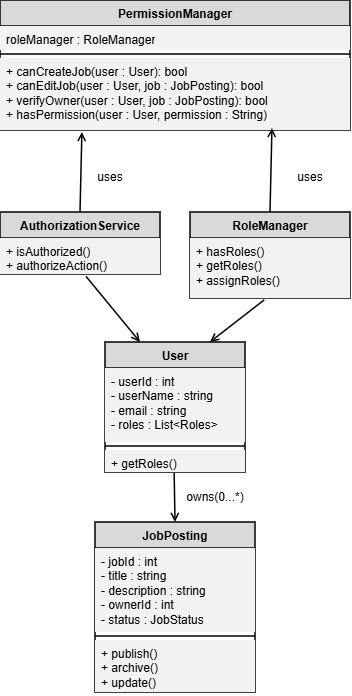 PermissionManager
roleManager : RoleManager
+ canCreateJob(user : User): bool
+ canEditJob(user : User, job : JobPosting): bool
+ verifyOwner(user : User, job : JobPosting): bool
+ hasPermission(user : User, permission : String)
uses
uses
AuthorizationService
+ isAuthorized()
+ authorizeAction()
RoleManager
+ hasRoles()
+ getRoles()
+ assignRoles()
User
- userId : int
- userName : string
- email : string
- roles : List<Roles>
+ getRoles()
owns(0...*)
JobPosting
- jobId : int
- title : string
- description : string
- ownerId : int
- status : JobStatus
+ publish()
+ archive()
+ update()